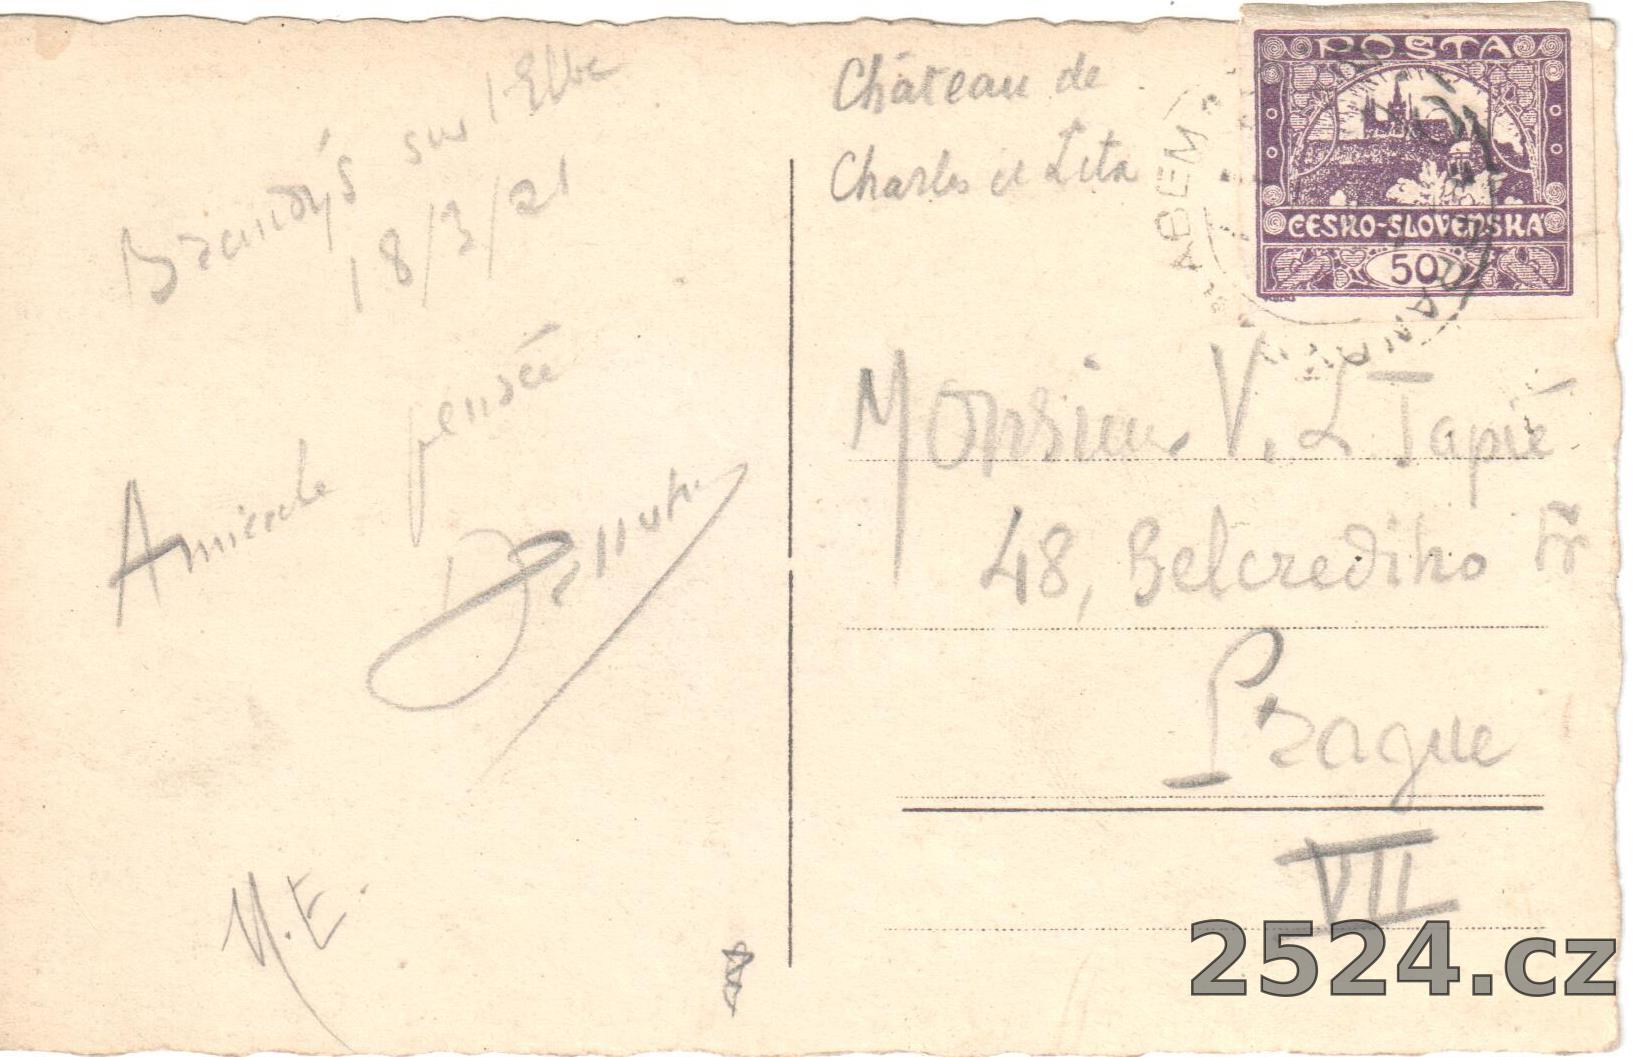 Brandýs sur l'Elbe
18/3/21
Amicale pensée
M.E.
Château de
Charles et Zita
POSTA
ČESKO-SLOVENSKÁ
50
Monsieur V. L Tapié
48, Belcrediho tř
Prague
VII
2524.cz